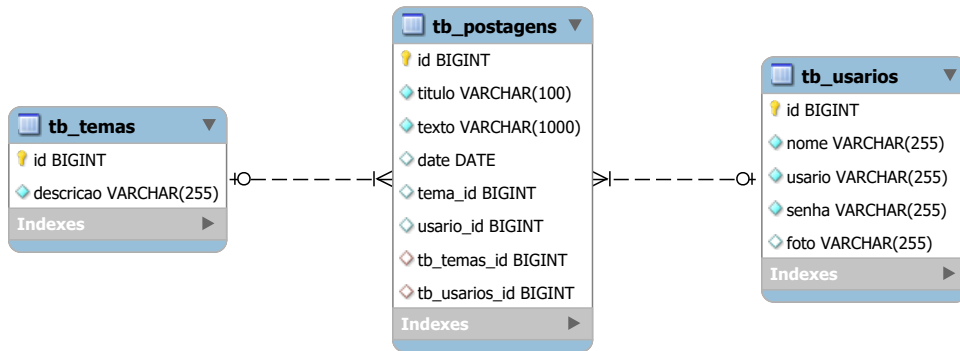 tb_temas
id BIGINT
descricao VARCHAR(255)
Indexes
tb_postagens
id BIGINT
titulo VARCHAR(100)
texto VARCHAR(1000)
date DATE
tema_id BIGINT
usario_id BIGINT
tb_temas_id BIGINT
tb_usarios_id BIGINT
Indexes
tb_usarios
id BIGINT
nome VARCHAR(255)
usario VARCHAR(255)
senha VARCHAR(255)
foto VARCHAR(255)
Indexes